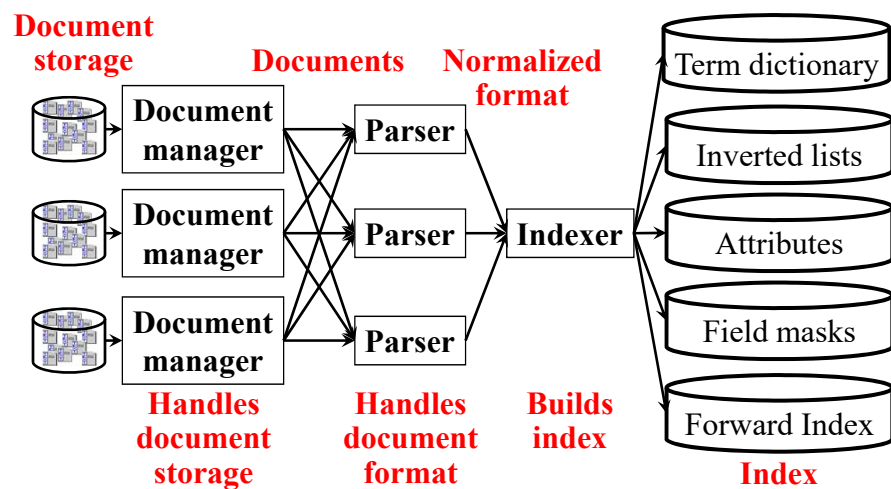 Document
storage
Documents
Normalized
format
Document
manager
Document
manager
Document
manager
Parser
Parser
Parser
Indexer
Term dictionary
Inverted lists
Attributes
Field masks
Forward Index
Handles
document
storage
Handles
document
format
Builds
index
Index